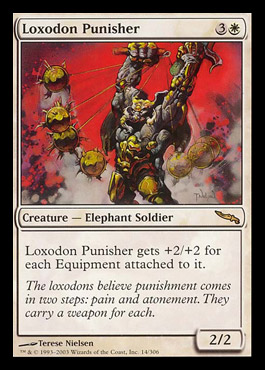 Loxodon Punisher 3
Creature — Elephant Soldier
Loxodon Punisher gets +2/+2 for
each Equipment attached to it.
The loxodons believe punishment comes
in two steps: pain and atonement. They
carry a weapon for each.
Terese Nielsen
™ & © 1993-2003 Wizards of the Coast, Inc. 14/306
2/2